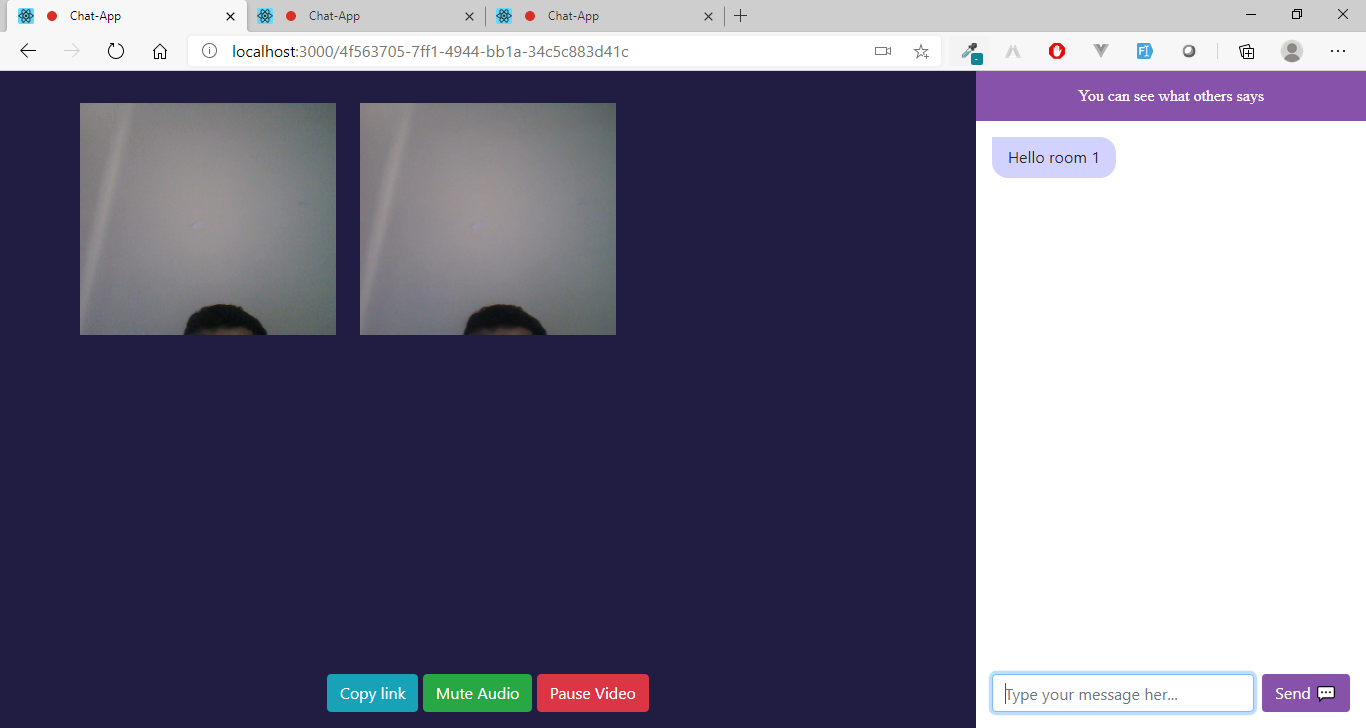 Chat-App
Chat-App
Chat-App
localhost:3000/4f563705-7ff1-4944-bb1a-34c5c883d41c
You can see what others says
Hello room 1
Copy link
Mute Audio
Pause Video
Type your message her...
Send